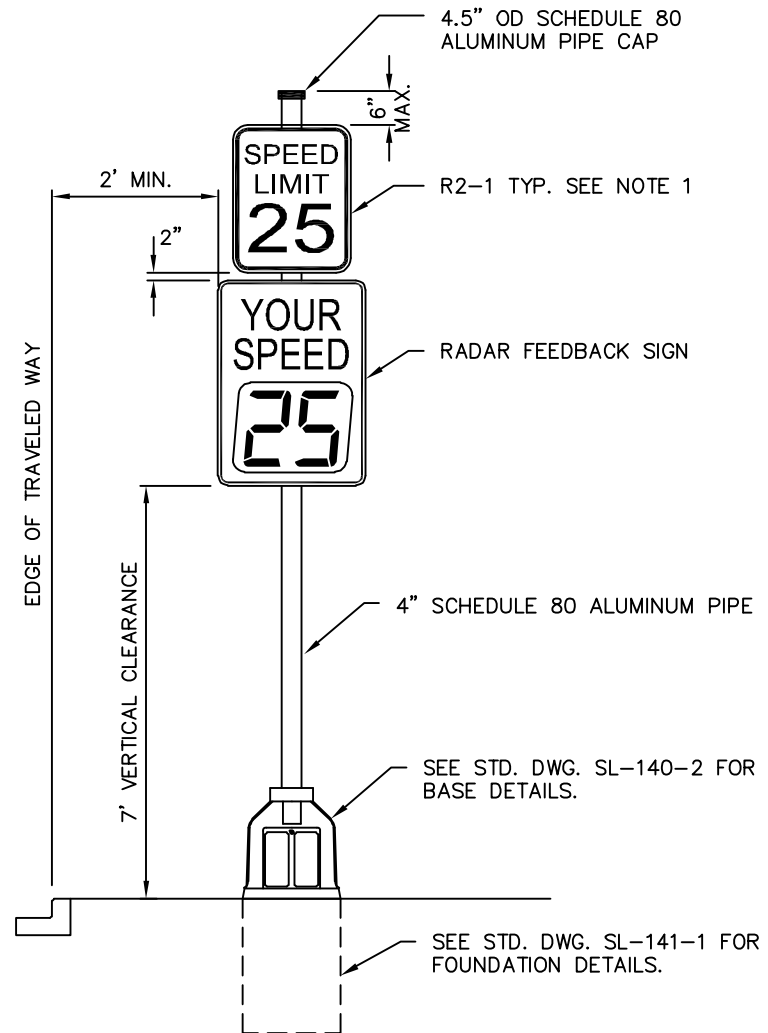 4.5” OD SCHEDULE 80
ALUMINUM PIPE CAP
6”
MAX.
SPEED
LIMIT
25
2’ MIN.
R2–1 TYP. SEE NOTE 1
2”
YOUR
SPEED
25
RADAR FEEDBACK SIGN
EDGE OF TRAVELED WAY
7’ VERTICAL CLEARANCE
4” SCHEDULE 80 ALUMINUM PIPE
SEE STD. DWG. SL–140–2 FOR
BASE DETAILS.
SEE STD. DWG. SL–141–1 FOR
FOUNDATION DETAILS.